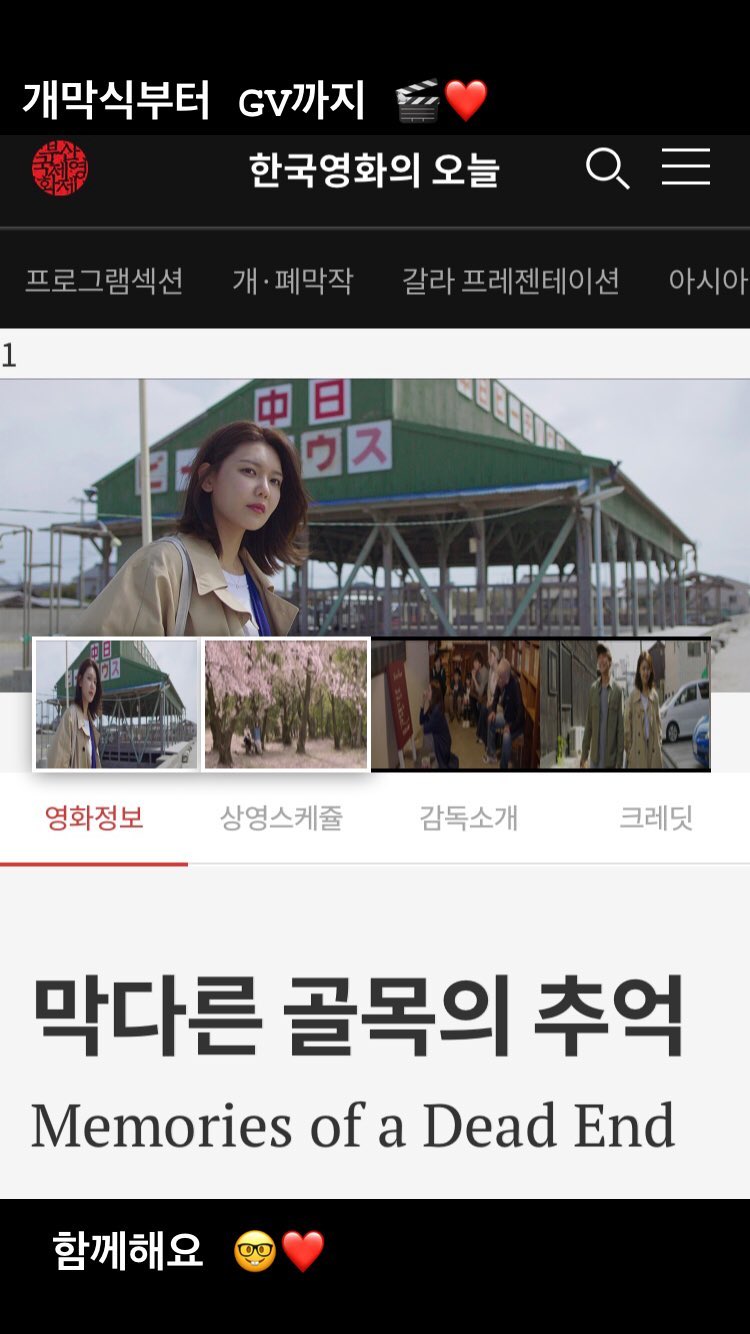 개막식부터 GV까지 🎬❤️
부산국제영화제
한국영화의 오늘
프로그램섹션 개·폐막작 갈라 프레젠테이션 아시아
1
中日
ウス
막다른 골목의 추억
Memories of a Dead End
영화정보 상영스케쥴 감독소개 크레딧
함께해요 🤓❤️